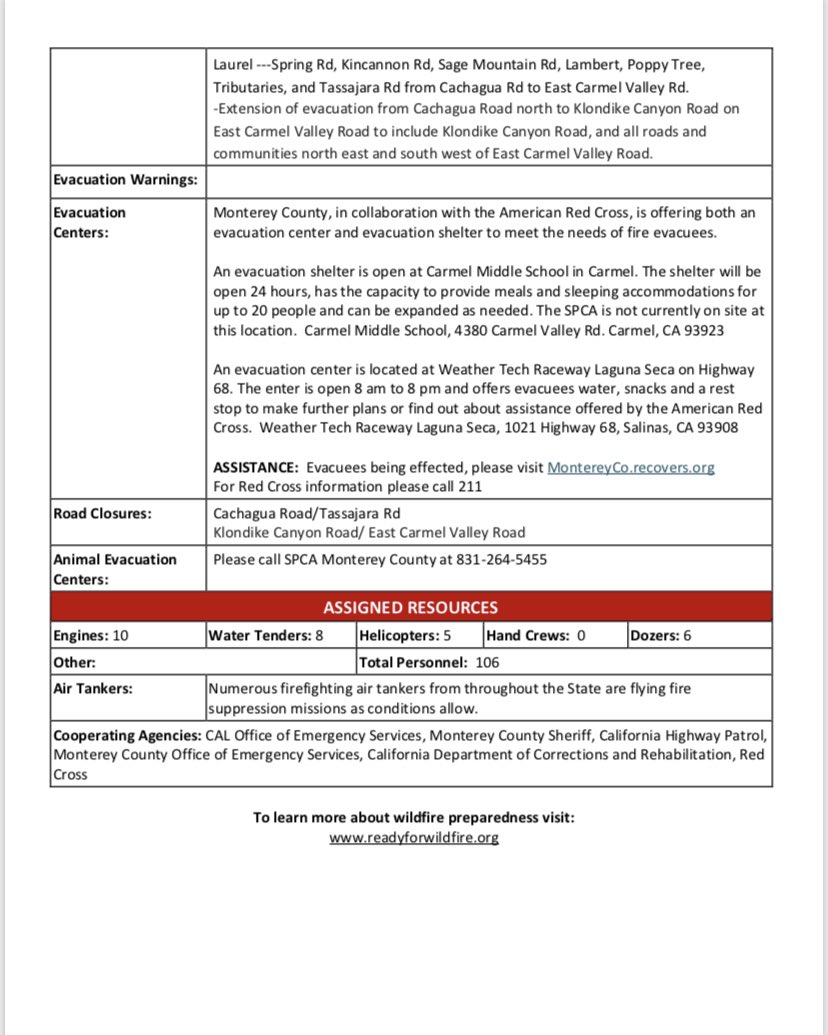 Laurel ---Spring Rd, Kincannon Rd, Sage Mountain Rd, Lambert, Poppy Tree,
Tributaries, and Tassajara Rd from Cachagua Rd to East Carmel Valley Rd.
-Extension of evacuation from Cachagua Road north to Klondike Canyon Road on
East Carmel Valley Road to include Klondike Canyon Road, and all roads and
communities north east and south west of East Carmel Valley Road.
Evacuation Warnings:
Evacuation
Centers:
Monterey County, in collaboration with the American Red Cross, is offering both an
evacuation center and evacuation shelter to meet the needs of fire evacuees.
An evacuation shelter is open at Carmel Middle School in Carmel. The shelter will be
open 24 hours, has the capacity to provide meals and sleeping accommodations for
up to 20 people and can be expanded as needed. The SPCA is not currently on site at
this location.  Carmel Middle School, 4380 Carmel Valley Rd. Carmel, CA 93923
An evacuation center is located at Weather Tech Raceway Laguna Seca on Highway
68. The enter is open 8 am to 8 pm and offers evacuees water, snacks and a rest
stop to make further plans or find out about assistance offered by the American Red
Cross.  Weather Tech Raceway Laguna Seca, 1021 Highway 68, Salinas, CA 93908
ASSISTANCE:  Evacuees being effected, please visit MontereyCo.recovers.org
For Red Cross information please call 211
Road Closures:
Cachagua Road/Tassajara Rd
Klondike Canyon Road/ East Carmel Valley Road
Animal Evacuation
Centers:
Please call SPCA Monterey County at 831-264-5455
ASSIGNED RESOURCES
Engines: 10 Water Tenders: 8 Helicopters: 5 Hand Crews:  0 Dozers: 6
Other: Total Personnel:  106
Air Tankers:
Numerous firefighting air tankers from throughout the State are flying fire
suppression missions as conditions allow.
Cooperating Agencies: CAL Office of Emergency Services, Monterey County Sheriff, California Highway Patrol,
Monterey County Office of Emergency Services, California Department of Corrections and Rehabilitation, Red
Cross
To learn more about wildfire preparedness visit:
www.readyforwildfire.org